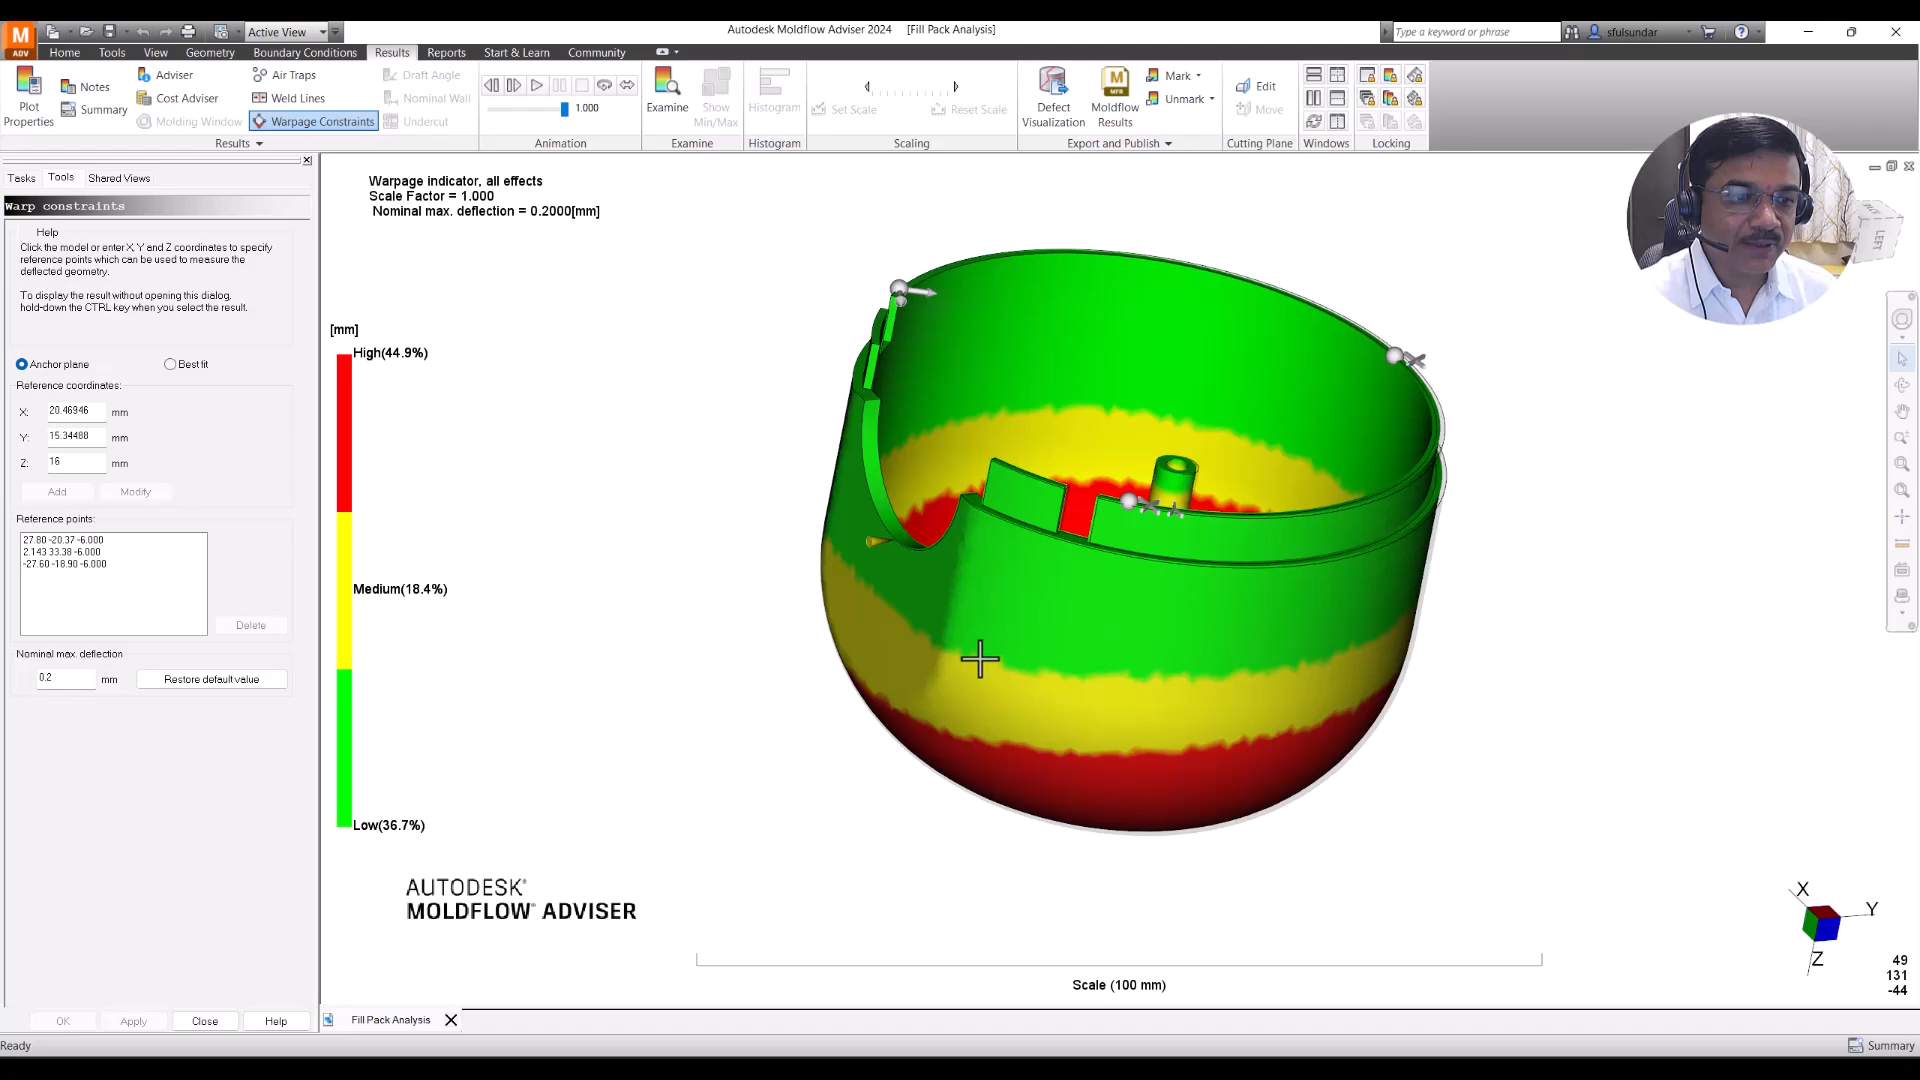 Active View
Autodesk Moldflow Adviser 2024 [Fill Pack Analysis]
Type a keyword or phrase
sfulsundar
M
ADV
Home
Tools
View
Geometry
Boundary Conditions
Results
Reports
Start & Learn
Community
Plot
Properties
Notes
Summary
Adviser
Cost Adviser
Molding Window
Air Traps
Weld Lines
Warpage Constraints
Draft Angle
Nominal Wall
Undercut
Results
1.000
Animation
Examine
Show
Min/Max
Examine
Histogram
Histogram
Set Scale
Reset Scale
Scaling
Defect
Visualization
Moldflow
Results
Mark
Unmark
Export and Publish
Edit
Move
Cutting Plane
Windows
Locking
Tasks
Tools
Shared Views
Warp constraints
Help
Click the model or enter X, Y and Z coordinates to specify
reference points which can be used to measure the
deflected geometry.
To display the result without opening this dialog,
hold-down the CTRL key when you select the result.
Anchor plane
Best fit
Reference coordinates:
X: 20.46946 mm
Y: 15.34488 mm
Z: 16 mm
Add
Modify
Reference points:
27.80 -20.37 -6.000
2.143 33.38 -6.000
-27.60 -18.90 -6.000
Delete
Nominal max. deflection
0.2 mm
Restore default value
OK
Apply
Close
Help
Warpage indicator, all effects
Scale Factor = 1.000
Nominal max. deflection = 0.2000[mm]
[mm]
High(44.9%)
Medium(18.4%)
Low(36.7%)
LEFT
AUTODESK®
MOLDFLOW® ADVISER
Scale (100 mm)
X
Y
Z
49
131
-44
Fill Pack Analysis
Ready
Summary